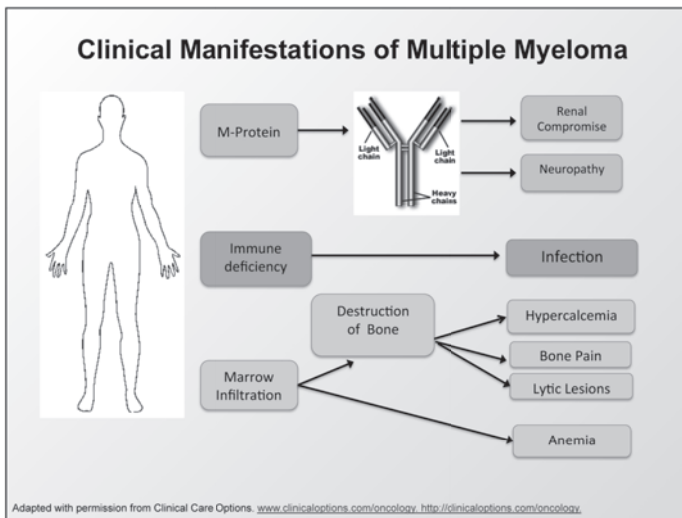 Clinical Manifestations of Multiple Myeloma
M-Protein
Light
chain
Light
chain
Heavy
chains
Renal
Compromise
Neuropathy
Immune
deficiency
Infection
Destruction
of Bone
Hypercalcemia
Bone Pain
Lytic Lesions
Marrow
Infiltration
Anemia
Adapted with permission from Clinical Care Options. www.clinicaloptions.com/oncology. http://clinicaloptions.com/oncology.